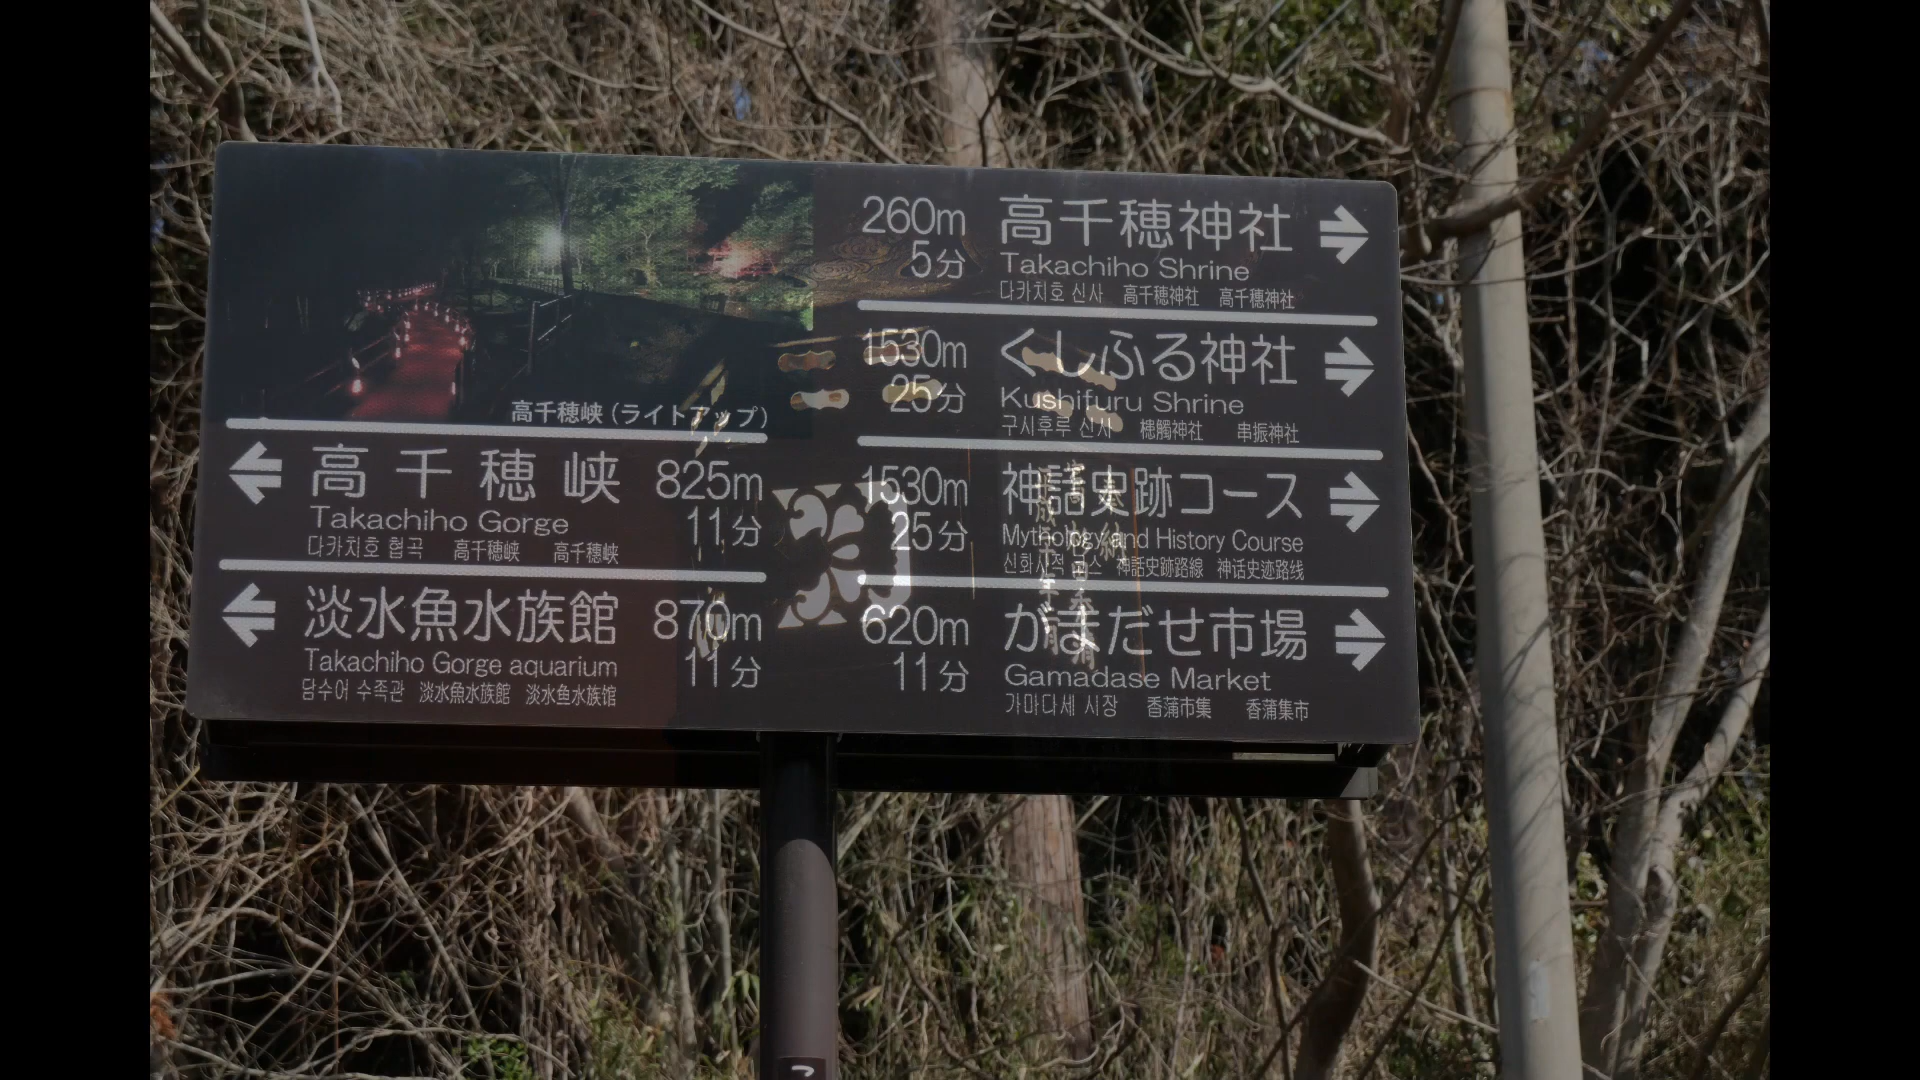 高千穂峡(ライトアップ)
高千穂峡 825m
Takachiho Gorge 11分
다카치호 협곡 高千穂峡 高千穗峡
淡水魚水族館 870m
Takachiho Gorge aquarium 11分
담수어 수족관 淡水魚水族館 淡水鱼水族馆
260m 高千穂神社
5分 Takachiho Shrine
다카치호 신사 高千穂神社 高千穗神社
1530m くしふる神社
25分 Kushifuru Shrine
구시후루 신사 槵觸神社 串振神社
1530m 神話史跡コース
25分 Mythology and History Course
신화사적 코스 神話史跡路線 神话史迹路线
620m がまだせ市場
11分 Gamadase Market
가마다세 시장 香蒲市集 香蒲集市